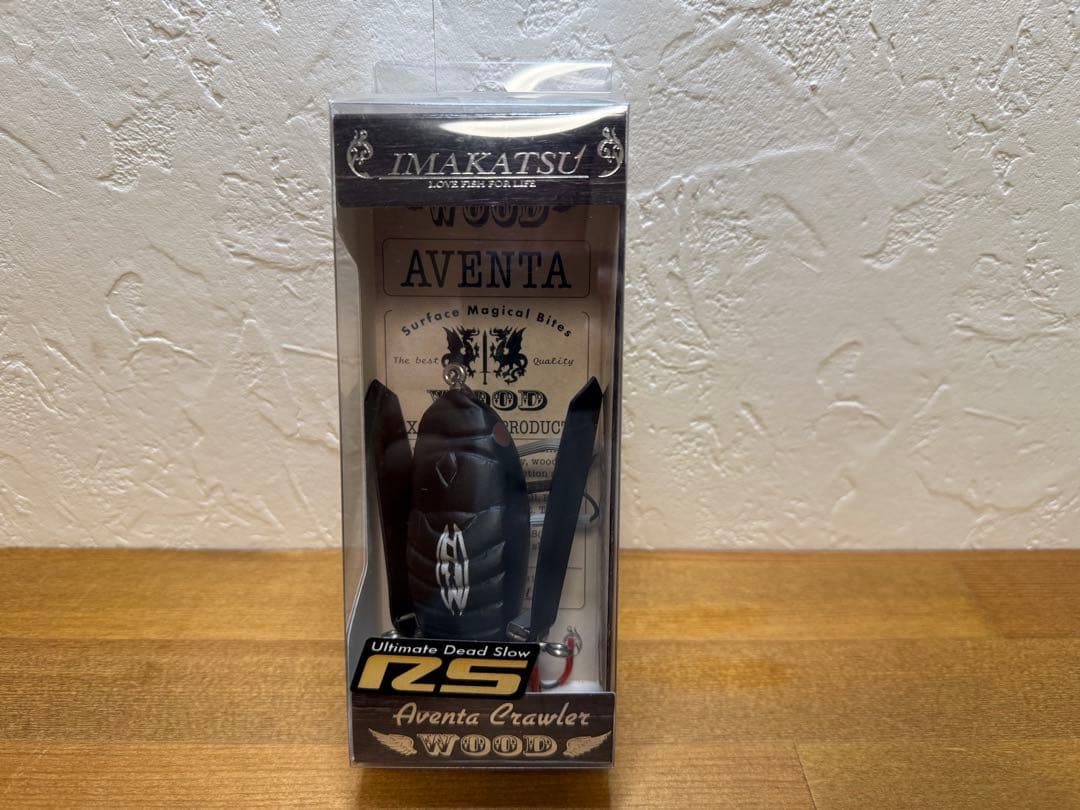 IMAKATSU
LOVE FISH FOR LIFE
WOOD
AVENTA
Surface Magical Bites
The best Quality
WOOD
PRODUCT
Ultimate Dead Slow
RS
Aventa Crawler
WOOD